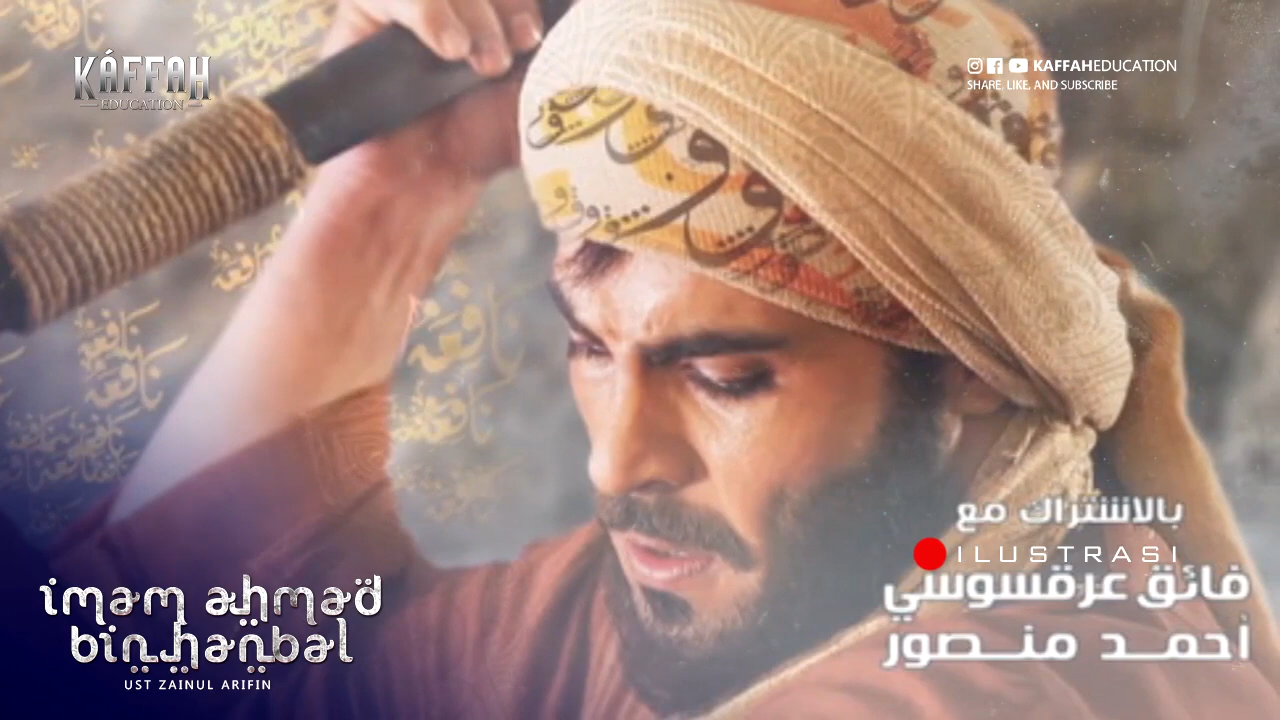 KÁFFAH
EDUCATION
KAFFAHEDUCATION
SHARE, LIKE, AND SUBSCRIBE
بالاشتراك مع
ILUSTRASI
فائق عرقسوسي
أحمد منصور
imam ahmad
bin hanbal
UST ZAINUL ARIFIN